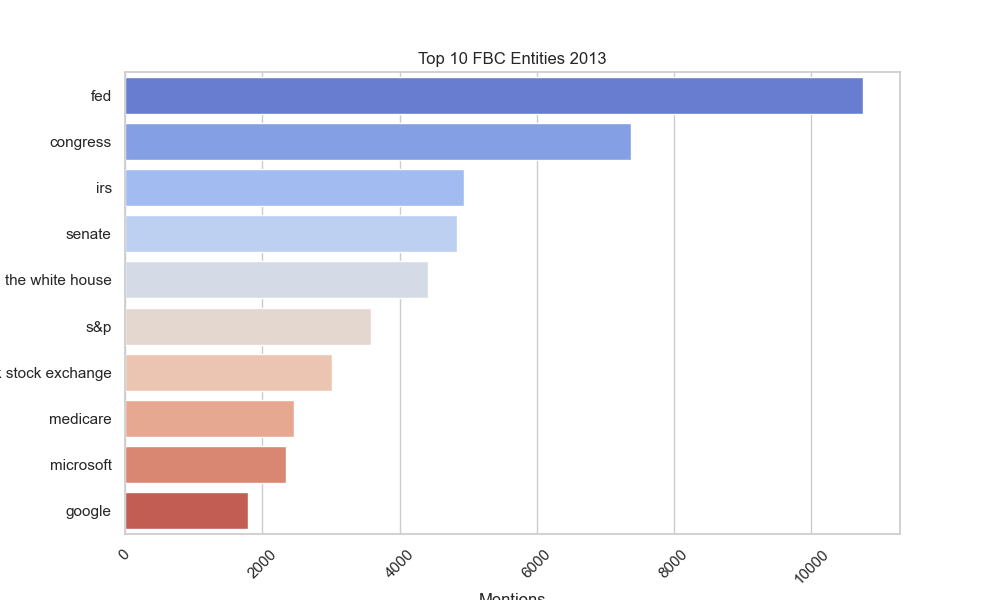 Top 10 FBC Entities 2013
fed
congress
irs
senate
the white house
s&p
stock exchange
medicare
microsoft
google
0
2000
4000
6000
8000
10000
Mentions